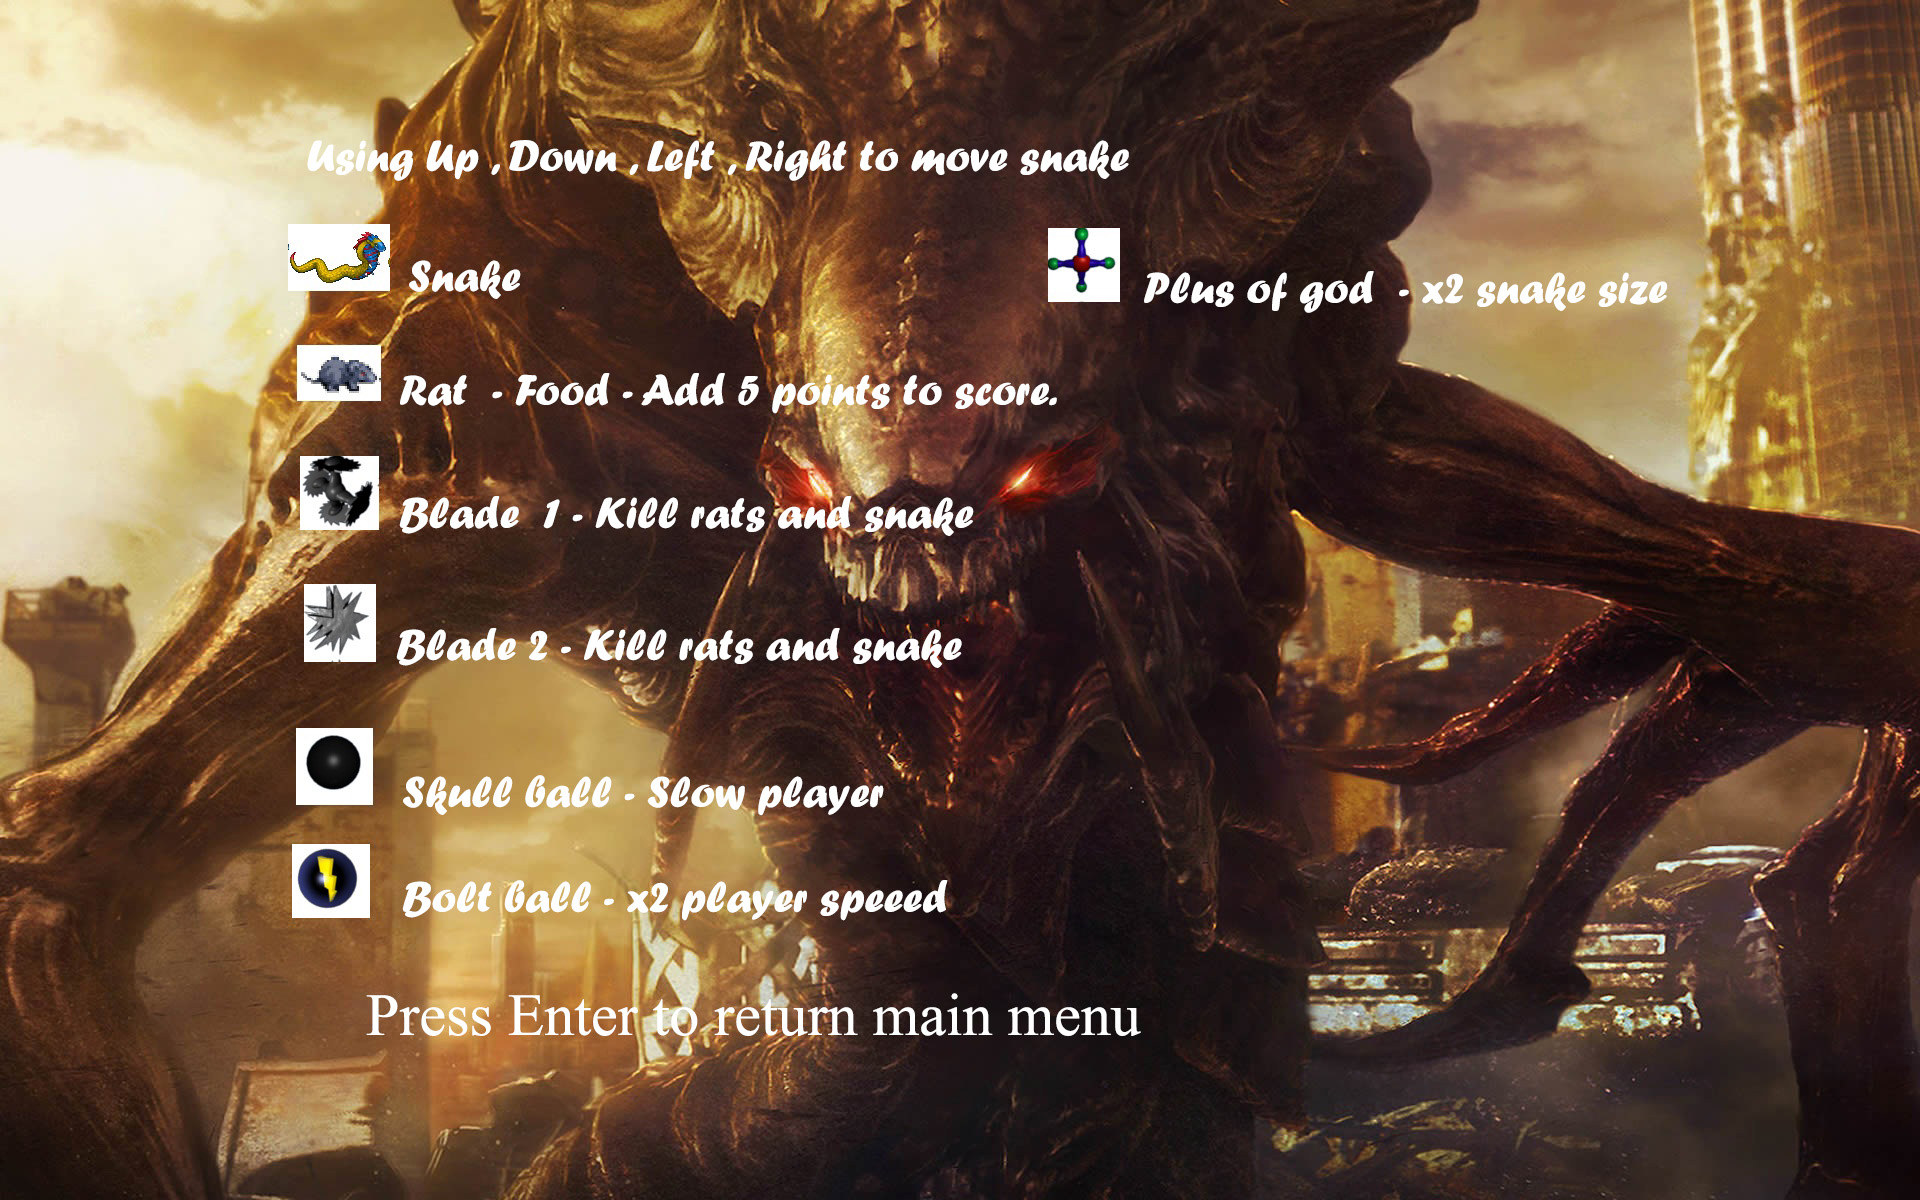 Using Up , Down , Left , Right to move snake
Snake
Plus of god - x2 snake size
Rat - Food - Add 5 points to score.
Blade 1 - Kill rats and snake
Blade 2 - Kill rats and snake
Skull ball - Slow player
Bolt ball - x2 player speeed
Press Enter to return main menu